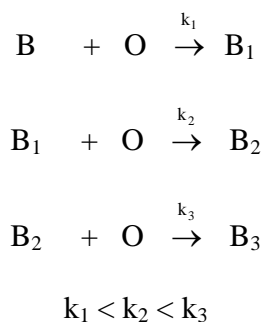 B + O k₁→ B₁
B₁ + O k₂→ B₂
B₂ + O k₃→ B₃
k₁ < k₂ < k₃